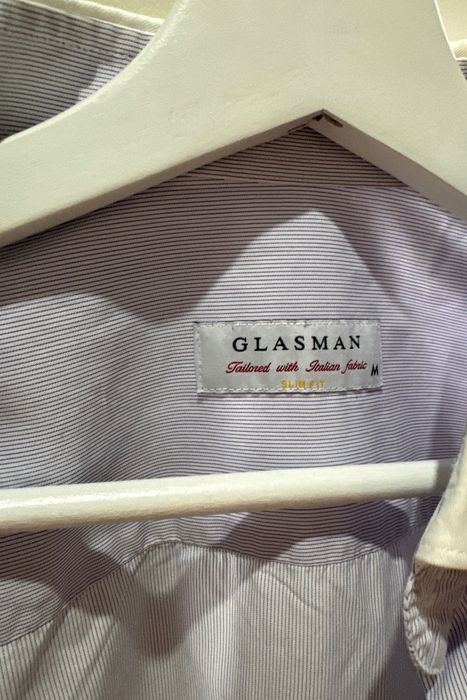 GLASMAN
Tailored with Italian fabric M
SLIM FIT